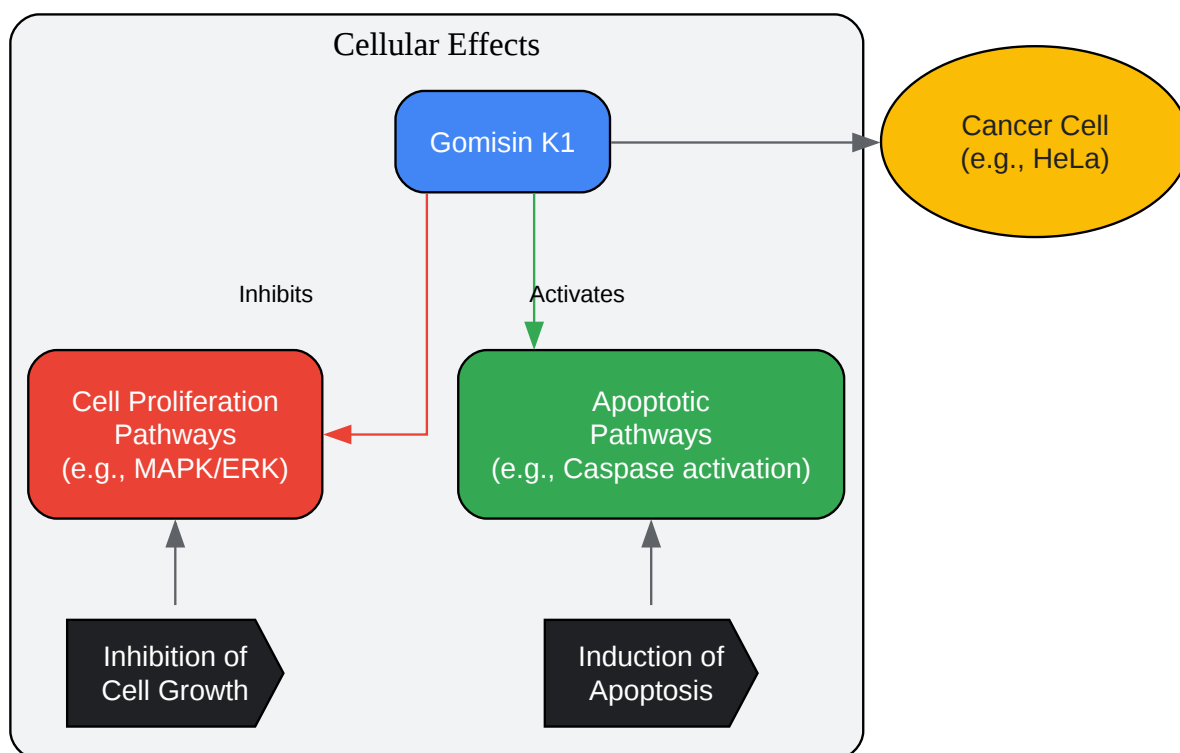 Cellular Effects
Gomisin K1
Cancer Cell
(e.g., HeLa)
Inhibits
Activates
Cell Proliferation
Pathways
(e.g., MAPK/ERK)
Apoptotic
Pathways
(e.g., Caspase activation)
Inhibition of
Cell Growth
Induction of
Apoptosis